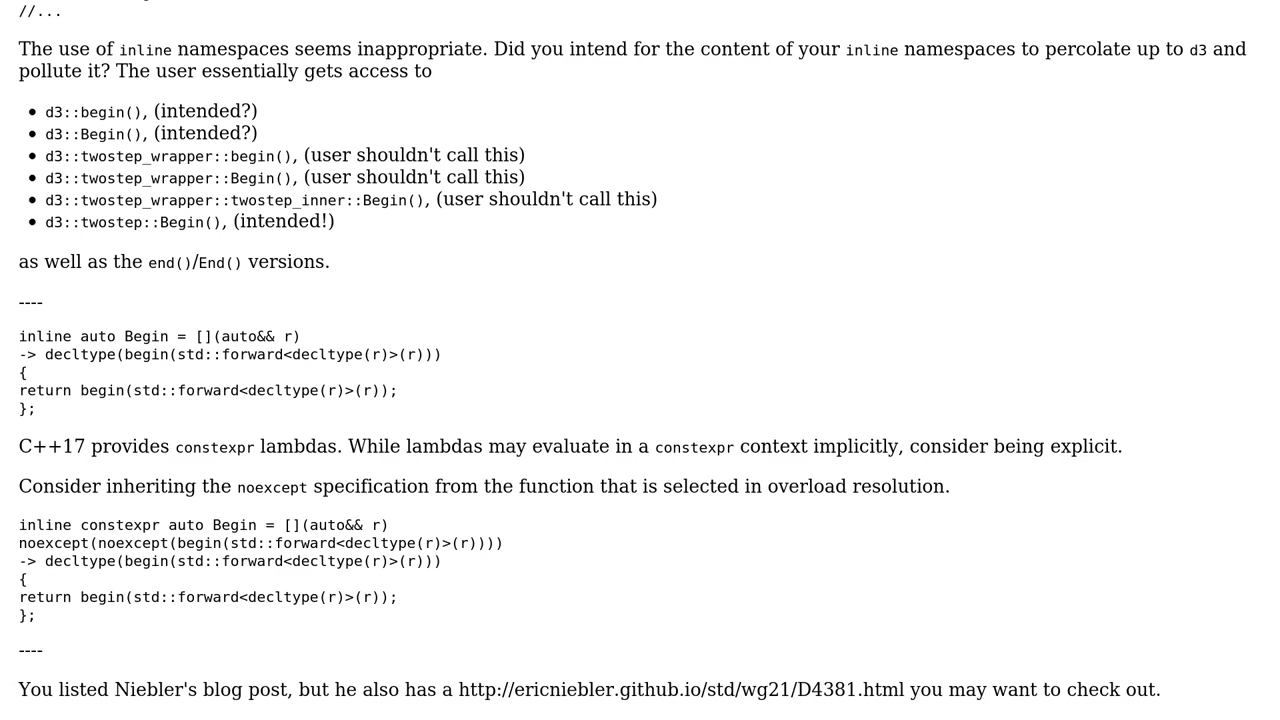 //...
The use of inline namespaces seems inappropriate. Did you intend for the content of your inline namespaces to percolate up to d3 and
pollute it? The user essentially gets access to
• d3::begin(), (intended?)
• d3::Begin(), (intended?)
• d3::twostep_wrapper::begin(), (user shouldn't call this)
• d3::twostep_wrapper::Begin(), (user shouldn't call this)
• d3::twostep_wrapper::twostep_inner::Begin(), (user shouldn't call this)
• d3::twostep::Begin(), (intended!)
as well as the end()/End() versions.
----
inline auto Begin = [](auto&& r)
-> decltype(begin(std::forward<decltype(r)>(r)))
{
return begin(std::forward<decltype(r)>(r));
};
C++17 provides constexpr lambdas. While lambdas may evaluate in a constexpr context implicitly, consider being explicit.
Consider inheriting the noexcept specification from the function that is selected in overload resolution.
inline constexpr auto Begin = [](auto&& r)
noexcept(noexcept(begin(std::forward<decltype(r)>(r))))
-> decltype(begin(std::forward<decltype(r)>(r)))
{
return begin(std::forward<decltype(r)>(r));
};
----
You listed Niebler's blog post, but he also has a http://ericniebler.github.io/std/wg21/D4381.html you may want to check out.